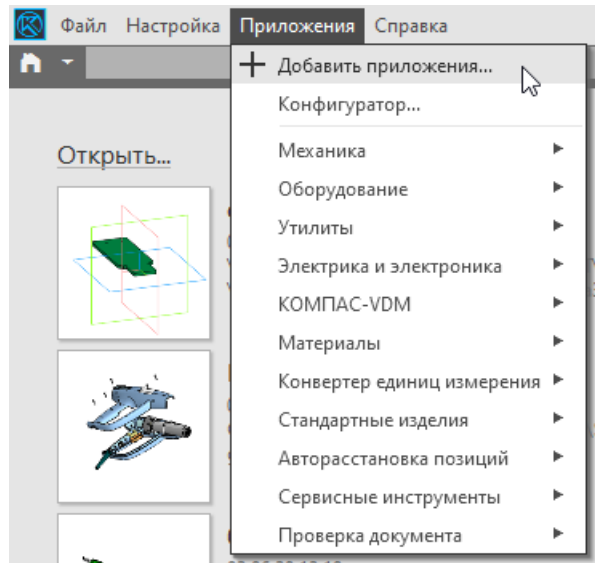 Файл Настройка Приложения Справка
Добавить приложения...
Конфигуратор...
Открыть...
Механика
Оборудование
Утилиты
Электрика и электроника
КОМПАС-VDM
Материалы
Конвертер единиц измерения
Стандартные изделия
Авторасстановка позиций
Сервисные инструменты
Проверка документа